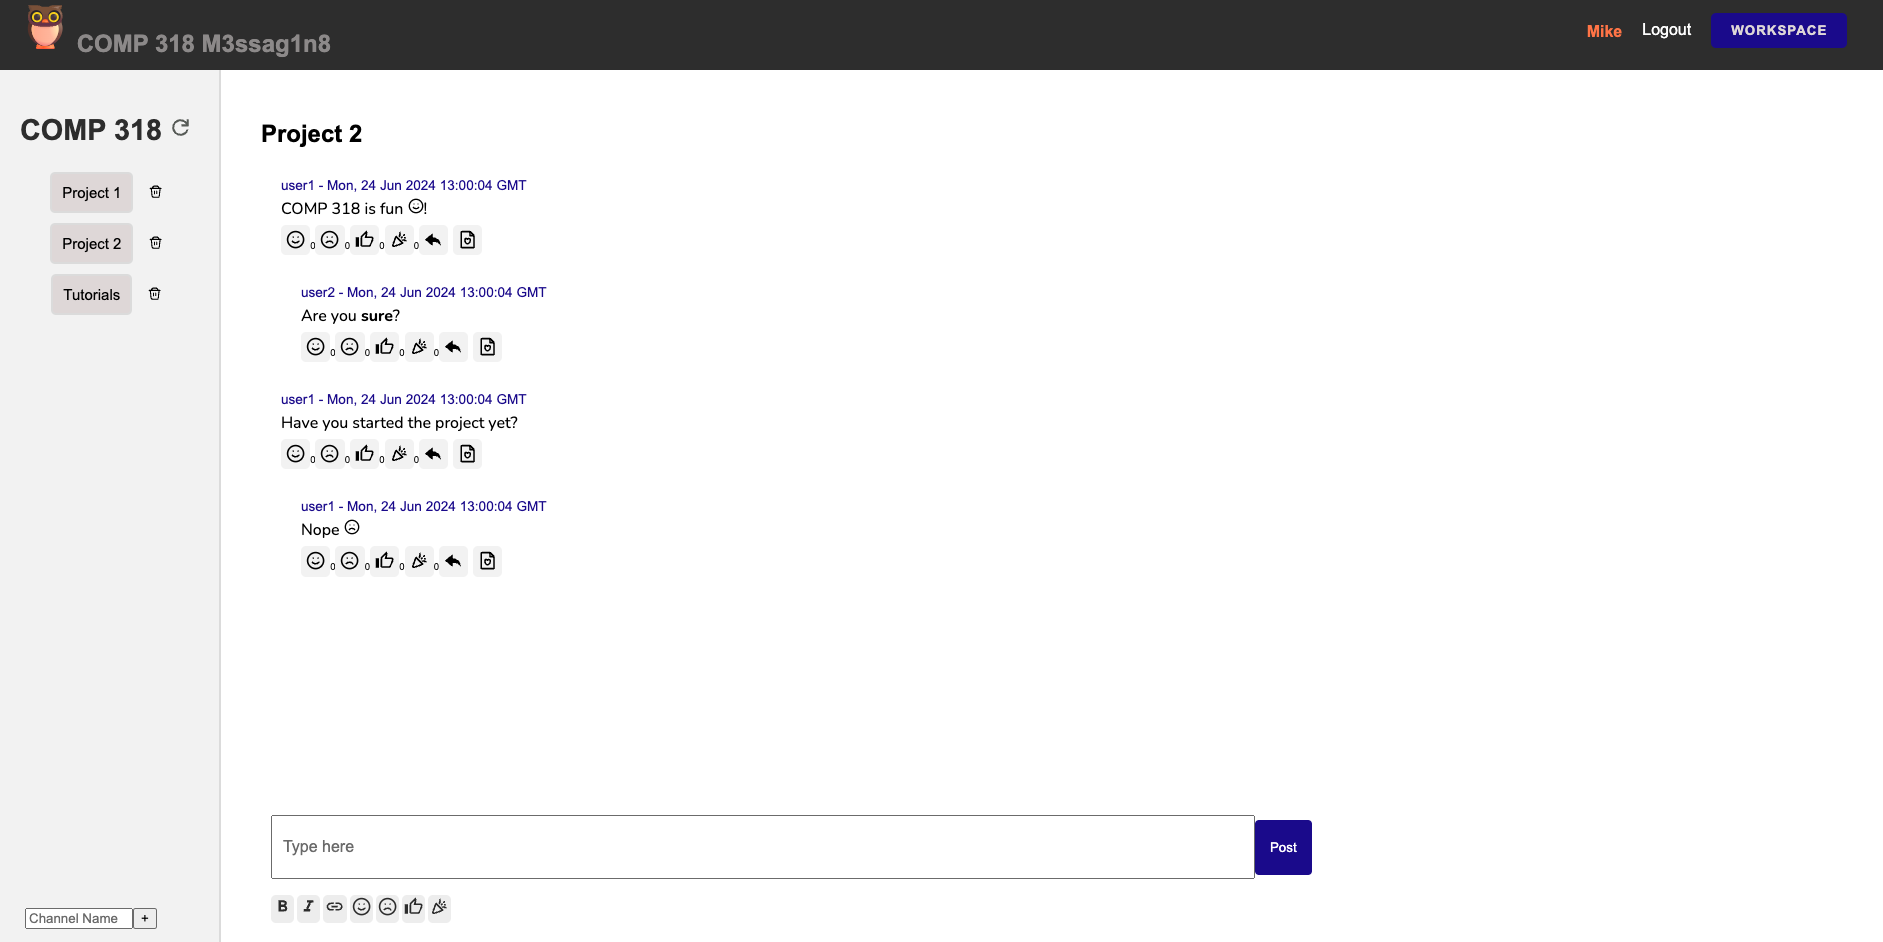 COMP 318 M3ssag1n8
Mike Logout WORKSPACE
COMP 318
Project 1
Project 2
Tutorials
Channel Name +
Project 2
user1 - Mon, 24 Jun 2024 13:00:04 GMT
COMP 318 is fun !
0 0 0 0
user2 - Mon, 24 Jun 2024 13:00:04 GMT
Are you sure?
0 0 0 0
user1 - Mon, 24 Jun 2024 13:00:04 GMT
Have you started the project yet?
0 0 0 0
user1 - Mon, 24 Jun 2024 13:00:04 GMT
Nope
0 0 0 0
Type here Post
B I